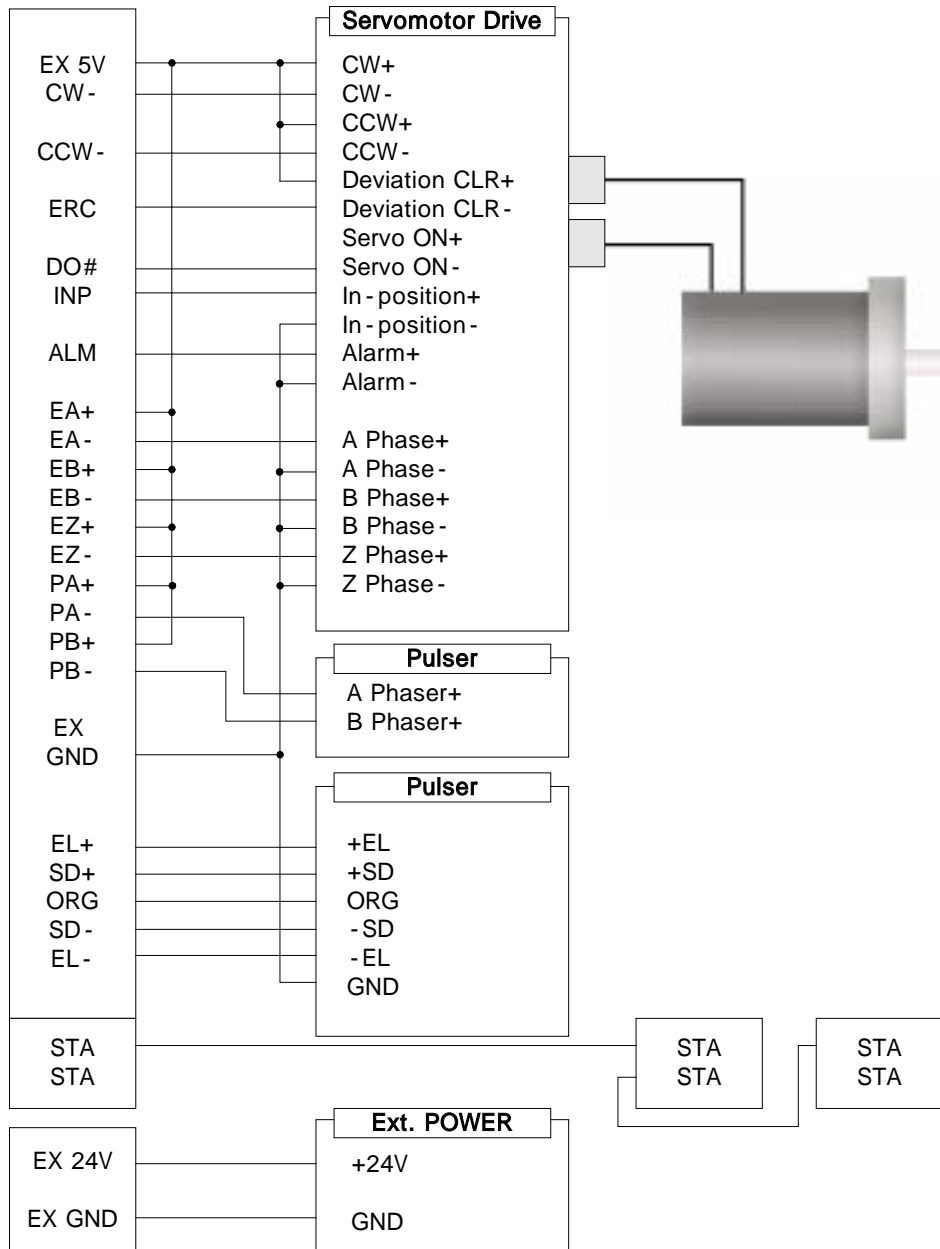 Servomotor Drive
EX 5V
CW-
CCW-
ERC
DO#
INP
ALM
EA+
EA-
EB+
EB-
EZ+
EZ-
PA+
PA-
PB+
PB-
EX
GND
EL+
SD+
ORG
SD-
EL-
CW+
CW-
CCW+
CCW-
Deviation CLR+
Deviation CLR-
Servo ON+
Servo ON-
In-position+
In-position-
Alarm+
Alarm-
A Phase+
A Phase-
B Phase+
B Phase-
Z Phase+
Z Phase-
Pulser
A Phaser+
B Phaser+
Pulser
+EL
+SD
ORG
-SD
-EL
GND
STA
STA
STA
STA
STA
STA
Ext. POWER
EX 24V
EX GND
+24V
GND